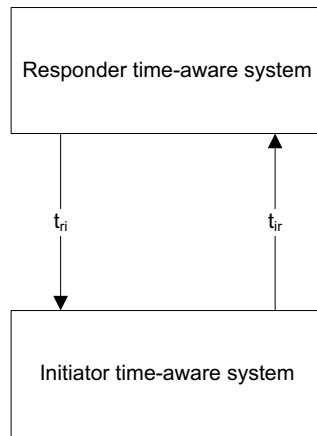 Responder time-aware system
t_ri
t_ir
Initiator time-aware system